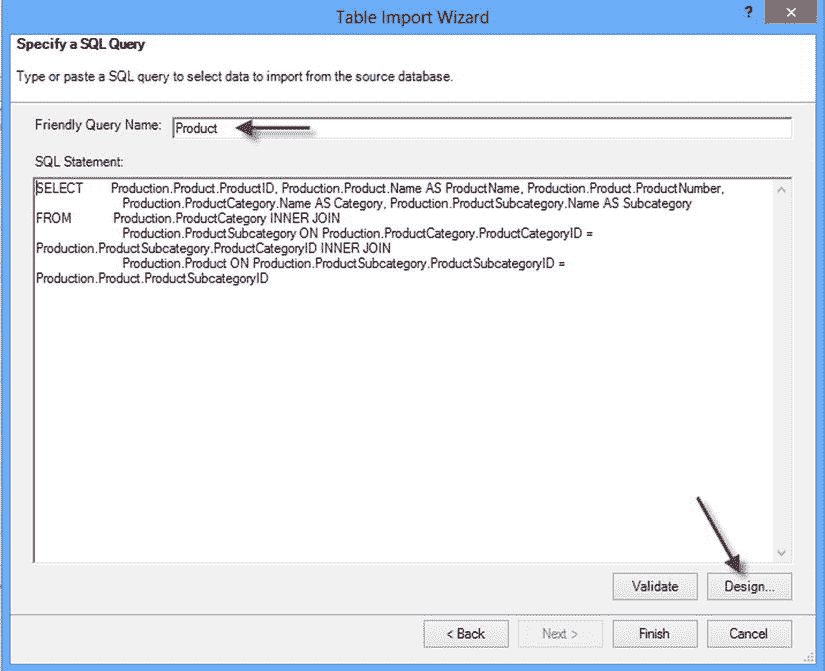 Table Import Wizard
?
Specify a SQL Query
Type or paste a SQL query to select data to import from the source database.
Friendly Query Name: Product
SQL Statement:
SELECT Production.Product.ProductID, Production.Product.Name AS ProductName, Production.Product.ProductNumber,
Production.ProductCategory.Name AS Category, Production.ProductSubcategory.Name AS Subcategory
FROM Production.ProductCategory INNER JOIN
Production.ProductSubcategory ON Production.ProductCategory.ProductCategoryID =
Production.ProductSubcategory.ProductCategoryID INNER JOIN
Production.Product ON Production.ProductSubcategory.ProductSubcategoryID =
Production.Product.ProductSubcategoryID
Validate Design...
< Back Next > Finish Cancel